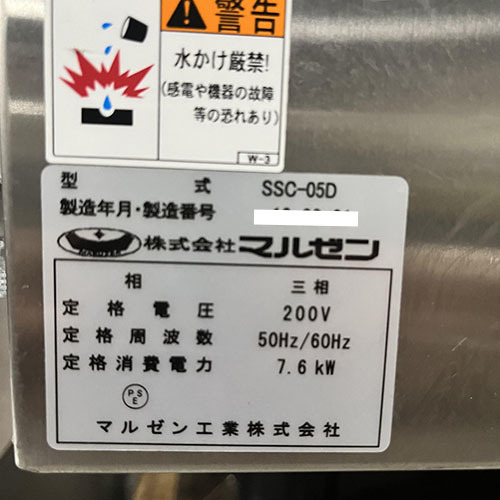 警告
水かけ厳禁!
(感電や機器の故障
等の恐れあり)
W-3
型式 SSC-05D
製造年月・製造番号
MARUZEN 株式会社マルゼン
相 三相
定格電圧 200V
定格周波数 50Hz/60Hz
定格消費電力 7.6kW
PSE
マルゼン工業株式会社